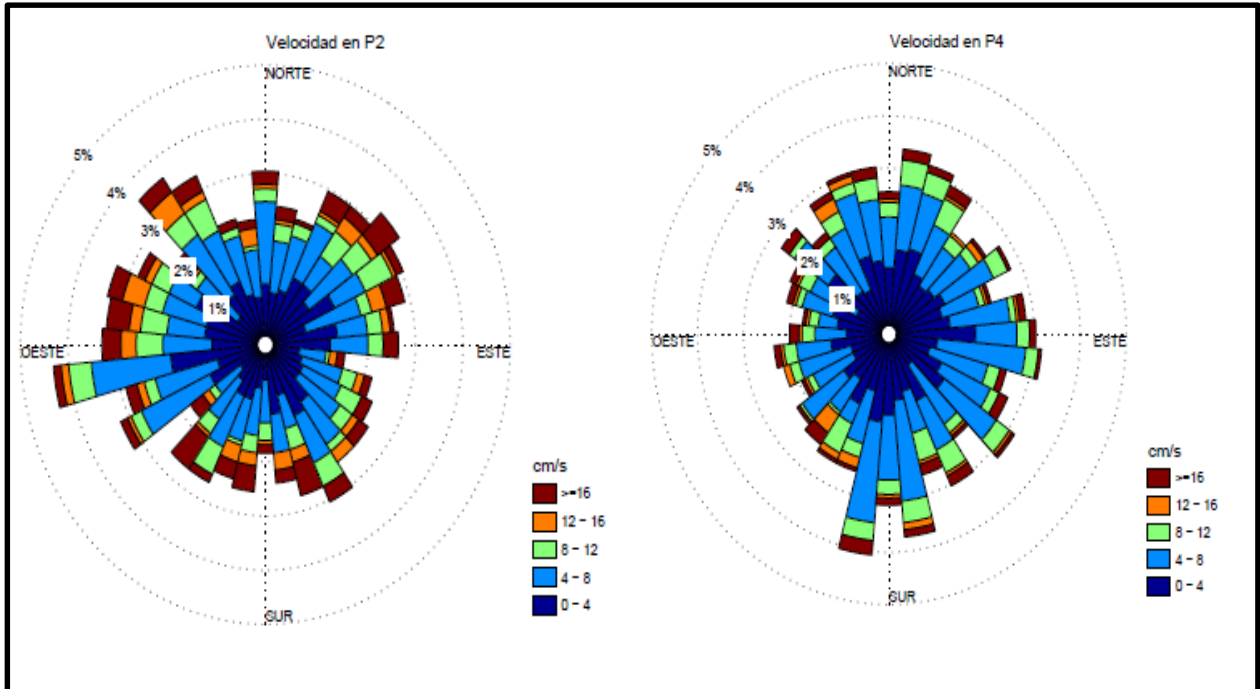 Velocidad en P2
NORTE
5%
4%
3%
2%
1%
OESTE
ESTE
SUR
cm/s
>=16
12 − 16
8 − 12
4 − 8
0 − 4
Velocidad en P4
NORTE
5%
4%
3%
2%
1%
OESTE
ESTE
SUR
cm/s
>=16
12 − 16
8 − 12
4 − 8
0 − 4